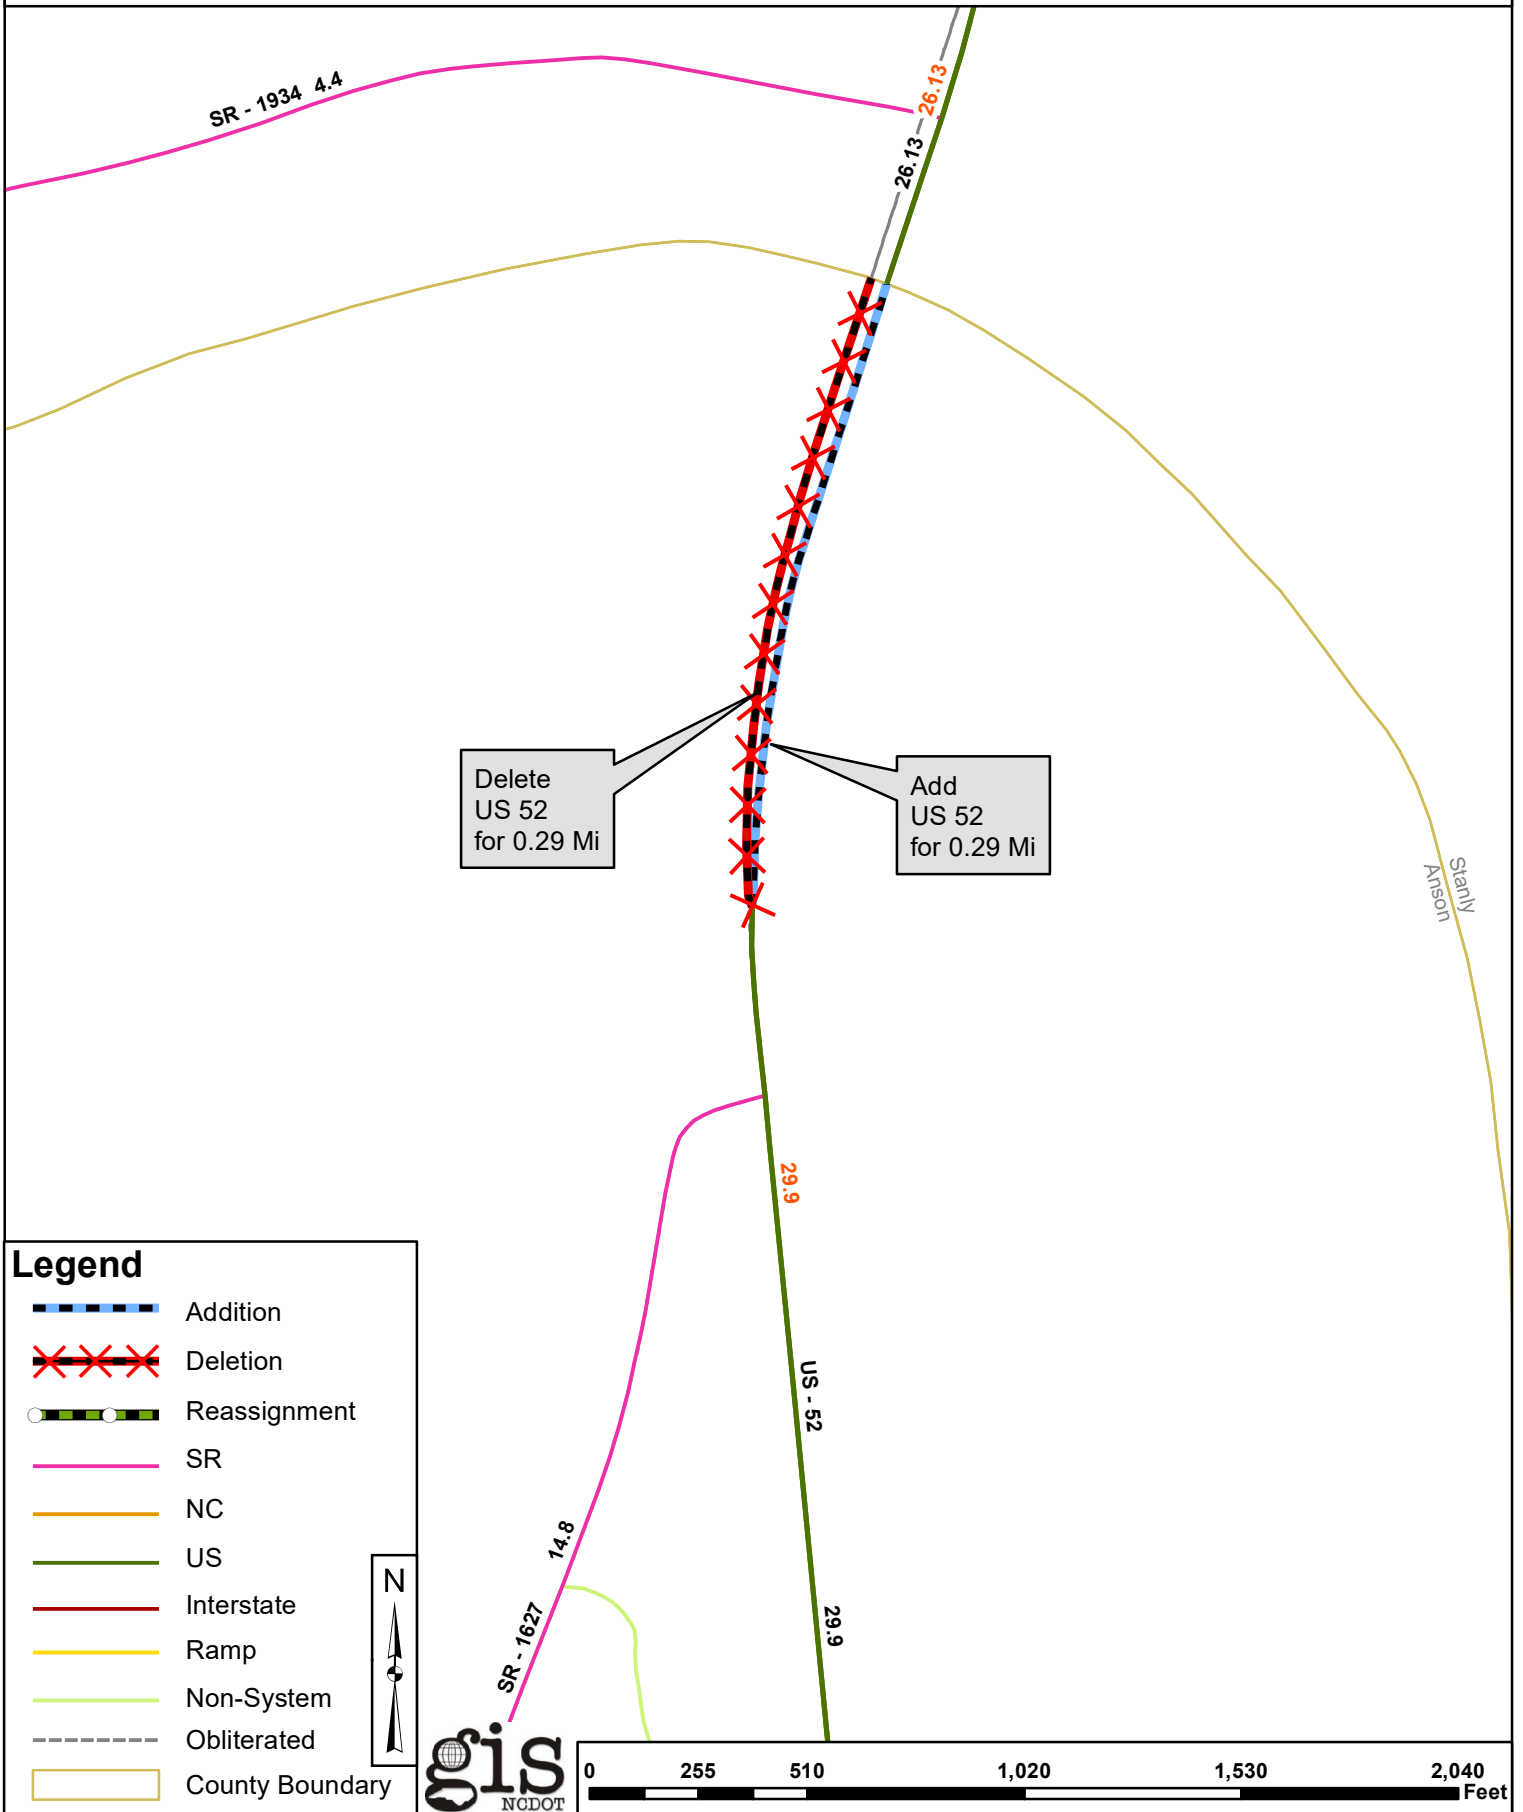 SR - 1934 4.4
26.13
26.13
Delete
US 52
for 0.29 Mi
Add
US 52
for 0.29 Mi
Stanly
Anson
29.9
US - 52
29.9
14.8
SR - 1627
Legend
Addition
Deletion
Reassignment
SR
NC
US
Interstate
Ramp
Non-System
Obliterated
County Boundary
N
gis
NCDOT
0 255 510 1,020 1,530 2,040
Feet